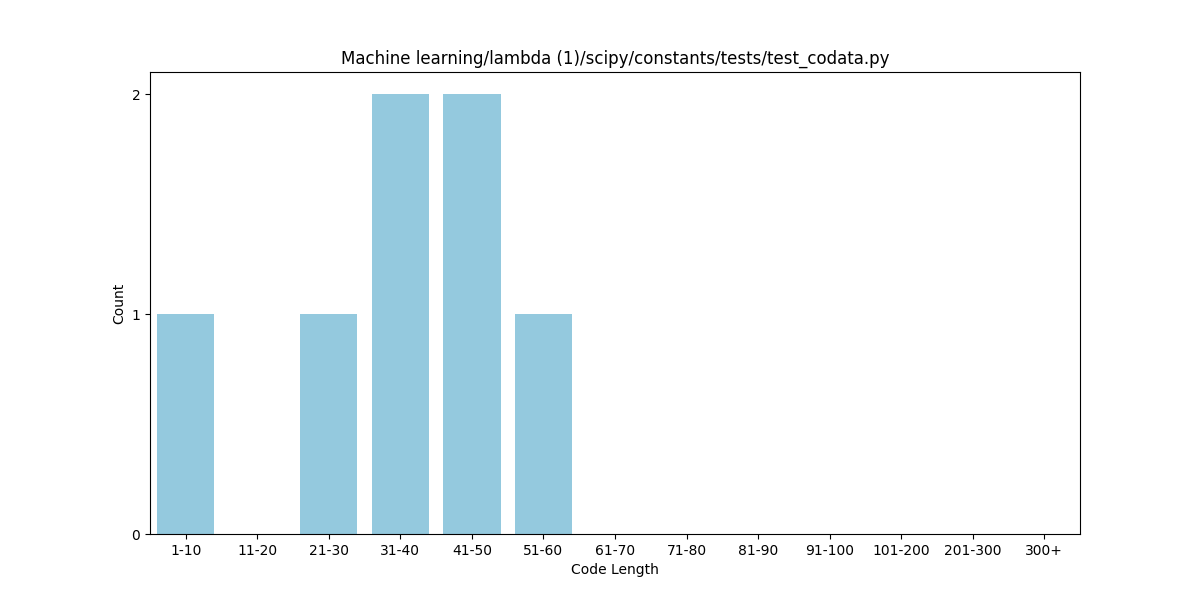 Machine learning/lambda (1)/scipy/constants/tests/test_codata.py
Count
2
1
0
1-10 11-20 21-30 31-40 41-50 51-60 61-70 71-80 81-90 91-100 101-200 201-300 300+
Code Length